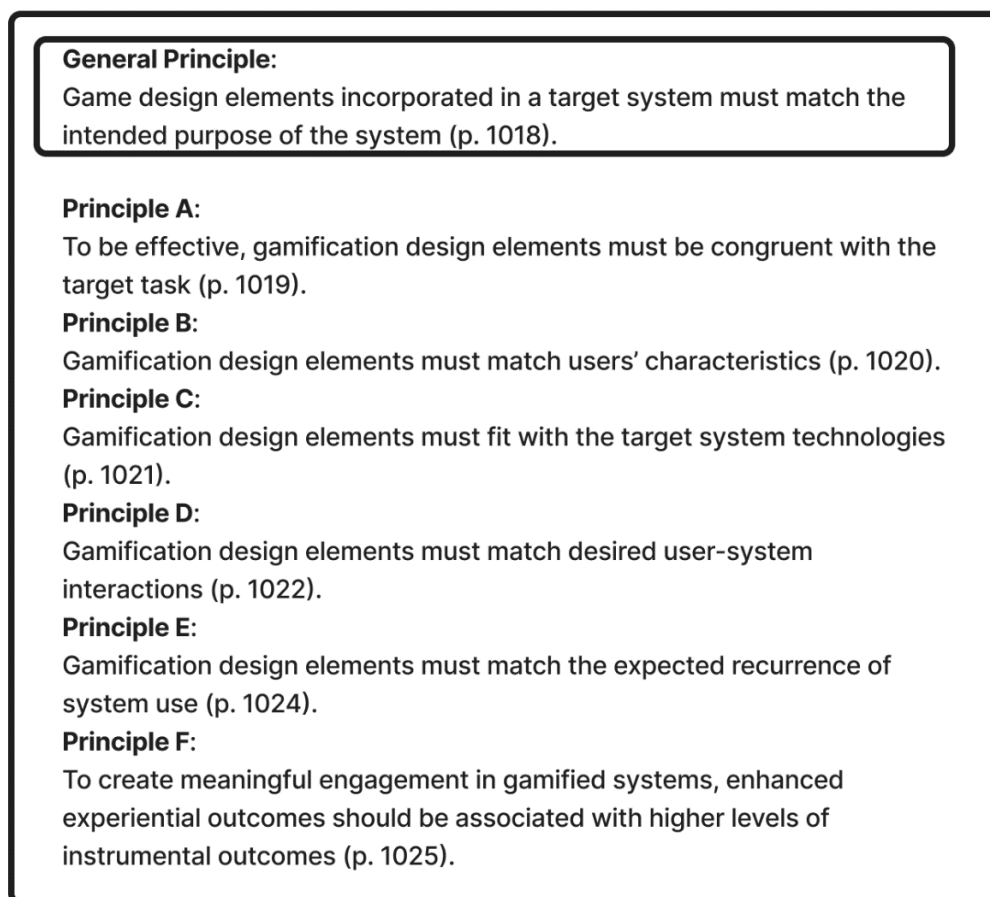 General Principle:
Game design elements incorporated in a target system must match the
intended purpose of the system (p. 1018).
Principle A:
To be effective, gamification design elements must be congruent with the
target task (p. 1019).
Principle B:
Gamification design elements must match users’ characteristics (p. 1020).
Principle C:
Gamification design elements must fit with the target system technologies
(p. 1021).
Principle D:
Gamification design elements must match desired user-system
interactions (p. 1022).
Principle E:
Gamification design elements must match the expected recurrence of
system use (p. 1024).
Principle F:
To create meaningful engagement in gamified systems, enhanced
experiential outcomes should be associated with higher levels of
instrumental outcomes (p. 1025).